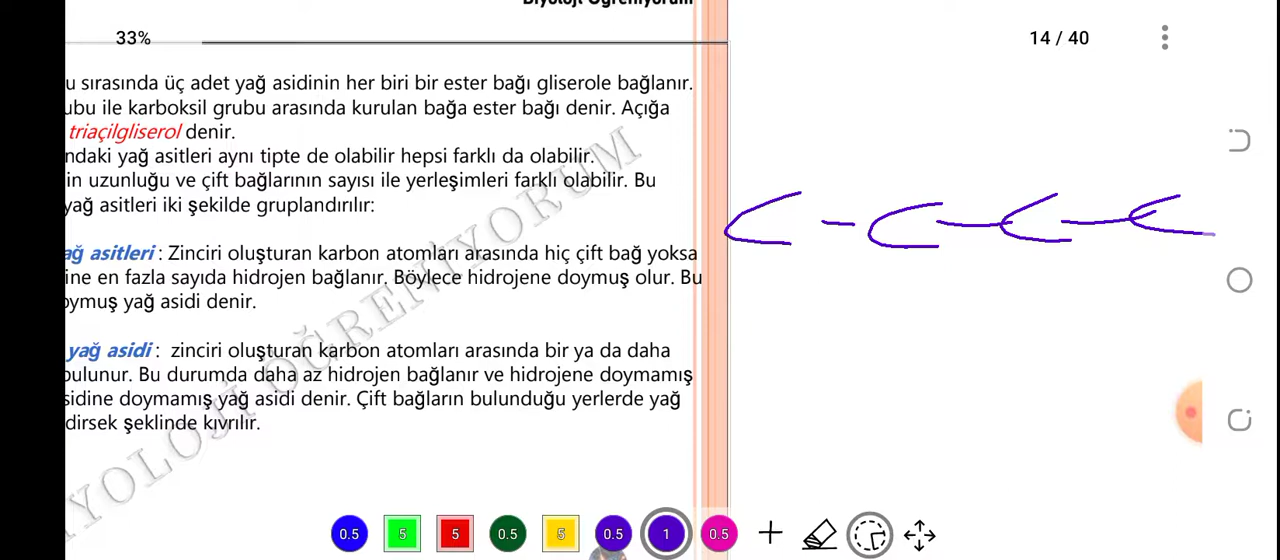 33%
14 / 40
u sırasında üç adet yağ asidinin her biri bir ester bağı gliserole bağlanır.
ubu ile karboksil grubu arasında kurulan bağa ester bağı denir. Açığa
triaçilgliserol denir.
ndaki yağ asitleri aynı tipte de olabilir hepsi farklı da olabilir.
in uzunluğu ve çift bağlarının sayısı ile yerleşimleri farklı olabilir. Bu
yağ asitleri iki şekilde gruplandırılır:
C - C - C - C -
ağ asitleri : Zinciri oluşturan karbon atomları arasında hiç çift bağ yoksa
ine en fazla sayıda hidrojen bağlanır. Böylece hidrojene doymuş olur. Bu
oymuş yağ asidi denir.
yağ asidi : zinciri oluşturan karbon atomları arasında bir ya da daha
bulunur. Bu durumda daha az hidrojen bağlanır ve hidrojene doymamış
sidine doymamış yağ asidi denir. Çift bağların bulunduğu yerlerde yağ
dirsek şeklinde kıvrılır.
İYOLOJİ ÖĞRENİYORUM
0.5 5 5 0.5 5 0.5 1 0.5